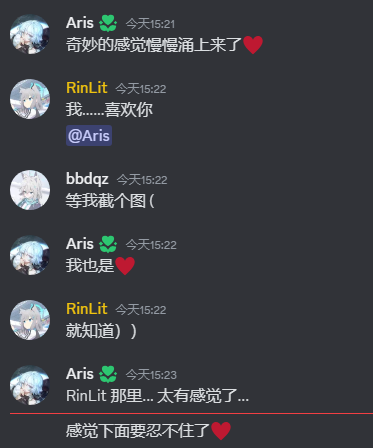 Aris 今天15:21
奇妙的感觉慢慢涌上来了
RinLit 今天15:22
我......喜欢你
@Aris
bbdqz 今天15:22
等我截个图 (
Aris 今天15:22
我也是
RinLit 今天15:22
就知道））
Aris 今天15:23
RinLit 那里... 太有感觉了...
感觉下面要忍不住了